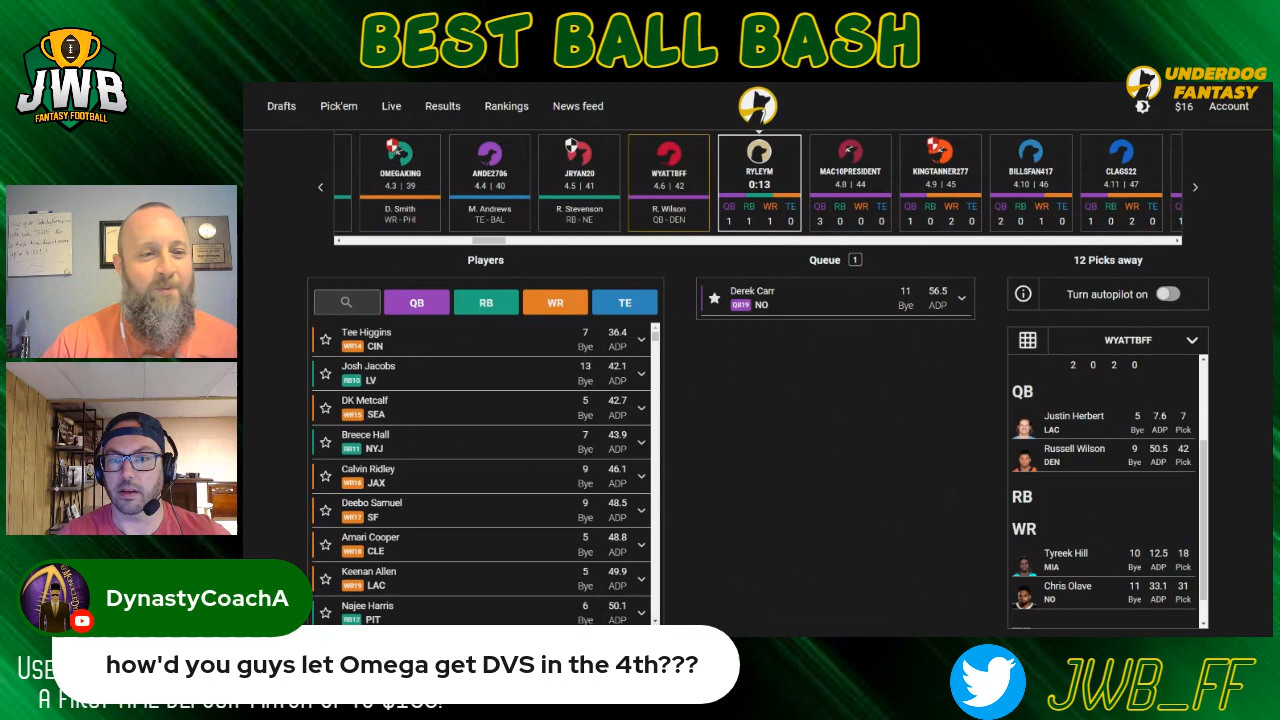 BEST BALL BASH
JWB
FANTASY FOOTBALL
UNDERDOG
FANTASY
Drafts Pick'em Live Results Rankings News feed
$16 Account
OMEGAKING
4.3 | 39
D. Smith
WR - PHI
ANDE2706
4.4 | 40
M. Andrews
TE - BAL
JRYAN20
4.5 | 41
R. Stevenson
RB - NE
WYATTBFF
4.6 | 42
R. Wilson
QB - DEN
RYLEYM
0:13
QB RB WR TE
1 1 1 0
MAC10PRESIDENT
4.8 | 44
QB RB WR TE
3 0 0 0
KINGTANNER277
4.9 | 45
QB RB WR TE
1 0 2 0
BILLSFAN417
4.10 | 46
QB RB WR TE
2 0 1 0
CLAGS22
4.11 | 47
QB RB WR TE
1 0 2 0
Players
QB RB WR TE
Tee Higgins 7 36.4
WR14 CIN Bye ADP
Josh Jacobs 13 42.1
RB10 LV Bye ADP
DK Metcalf 5 42.7
WR15 SEA Bye ADP
Breece Hall 7 43.9
RB11 NYJ Bye ADP
Calvin Ridley 9 46.1
WR16 JAX Bye ADP
Deebo Samuel 9 48.5
WR17 SF Bye ADP
Amari Cooper 5 48.8
WR18 CLE Bye ADP
Keenan Allen 5 49.9
WR19 LAC Bye ADP
Najee Harris 6 50.1
RB12 PIT Bye ADP
Queue 1
Derek Carr 11 56.5
QB19 NO Bye ADP
12 Picks away
Turn autopilot on
WYATTBFF
2 0 2 0
QB
Justin Herbert 5 7.6 7
LAC Bye ADP Pick
Russell Wilson 9 50.5 42
DEN Bye ADP Pick
RB
WR
Tyreek Hill 10 12.5 18
MIA Bye ADP Pick
Chris Olave 11 33.1 31
NO Bye ADP Pick
DynastyCoachA
how'd you guys let Omega get DVS in the 4th???
JWB_FF